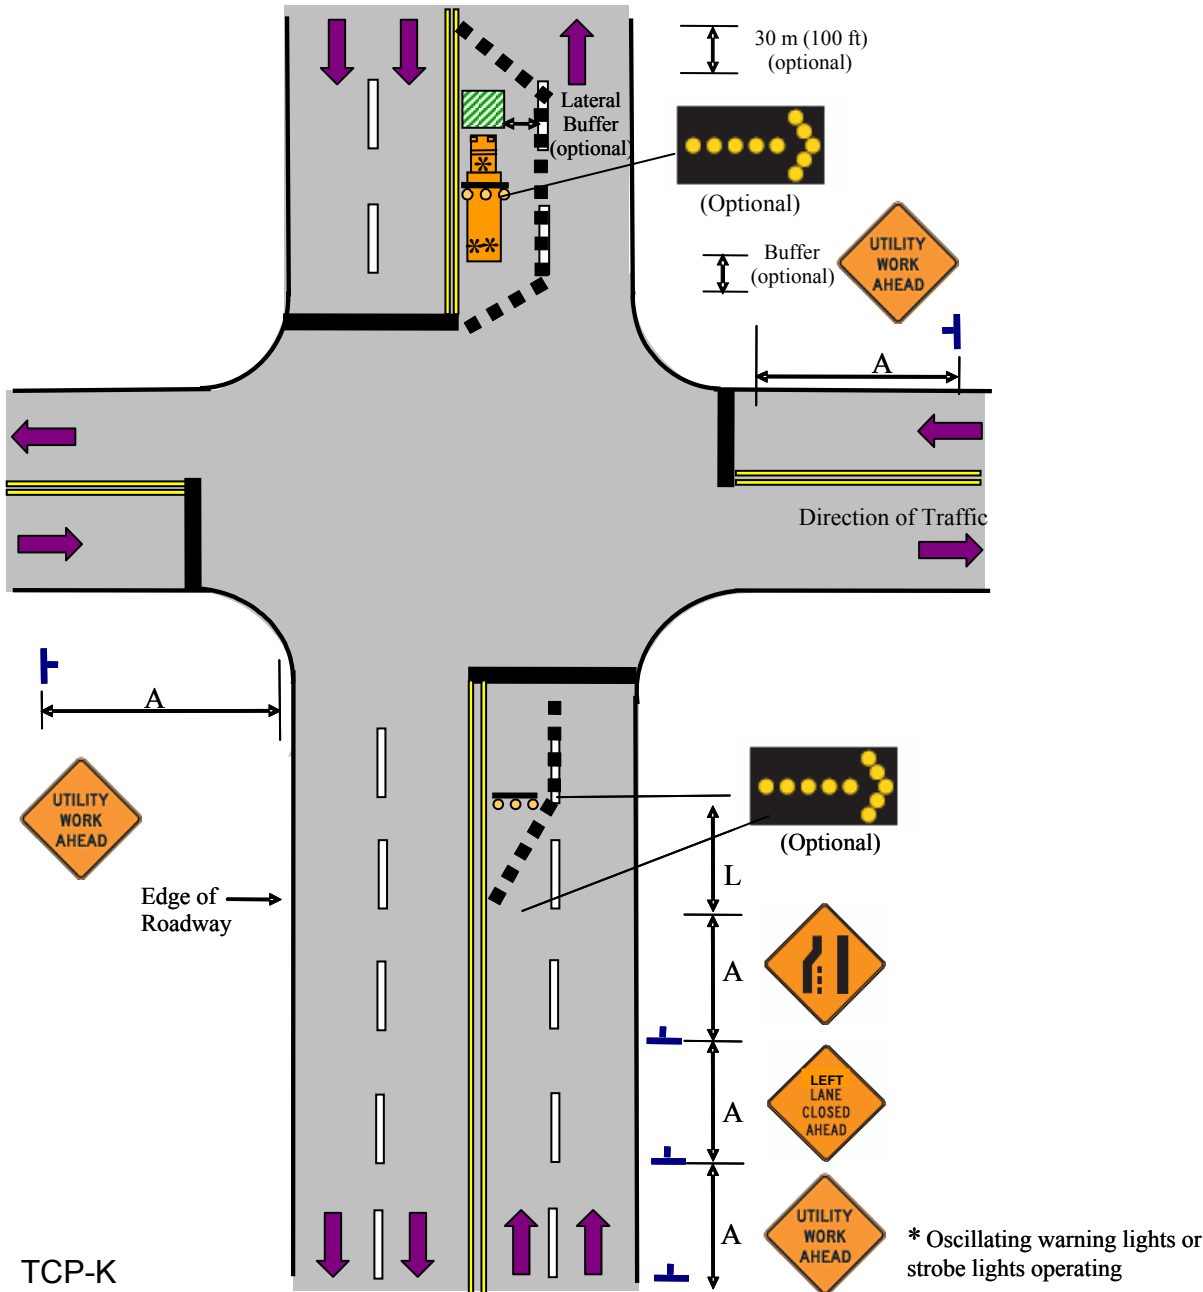 30 m (100 ft)
(optional)
Lateral
Buffer
(optional)
(Optional)
Buffer
(optional)
UTILITY
WORK
AHEAD
A
Direction of Traffic
A
UTILITY
WORK
AHEAD
(Optional)
L
Edge of
Roadway
A
LEFT
LANE
CLOSED
AHEAD
A
UTILITY
WORK
AHEAD
A
* Oscillating warning lights or
strobe lights operating
TCP-K